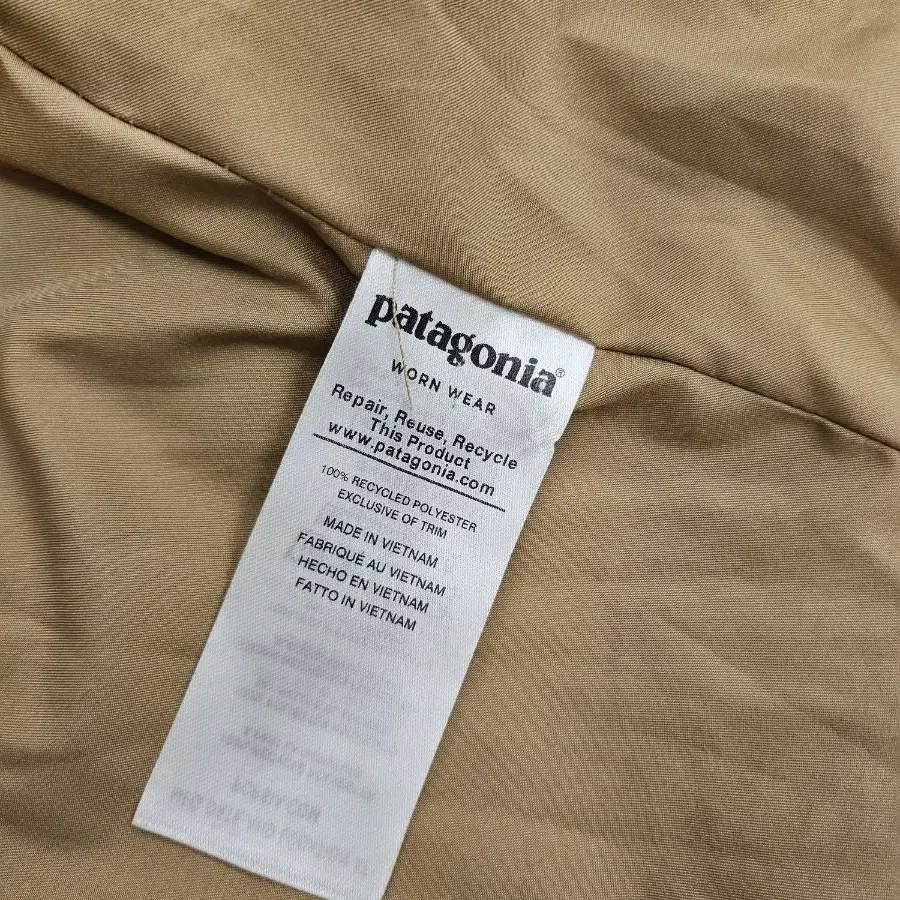 patagonia®
WORN WEAR
Repair, Reuse, Recycle
This Product
www.patagonia.com
100% RECYCLED POLYESTER
EXCLUSIVE OF TRIM
MADE IN VIETNAM
FABRIQUÉ AU VIETNAM
HECHO EN VIETNAM
FATTO IN VIETNAM